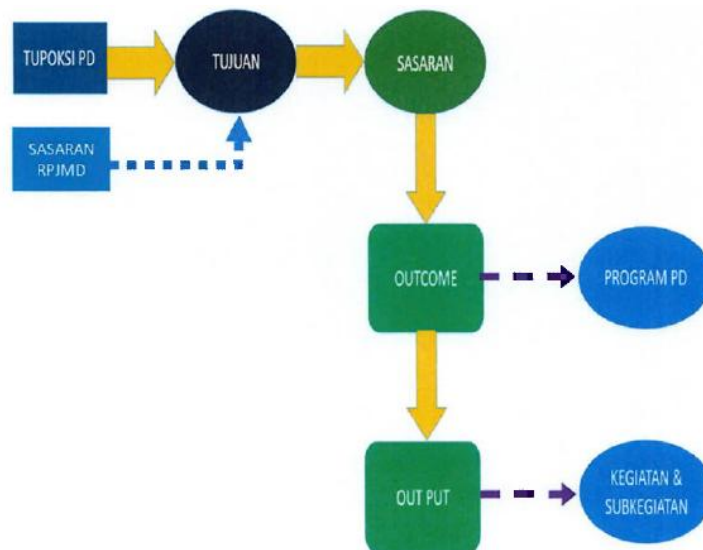 TUPOKSI PD
TUJUAN
SASARAN
SASARAN
RPJMD
OUTCOME
PROGRAM PD
OUT PUT
KEGIATAN &
SUBKEGIATAN